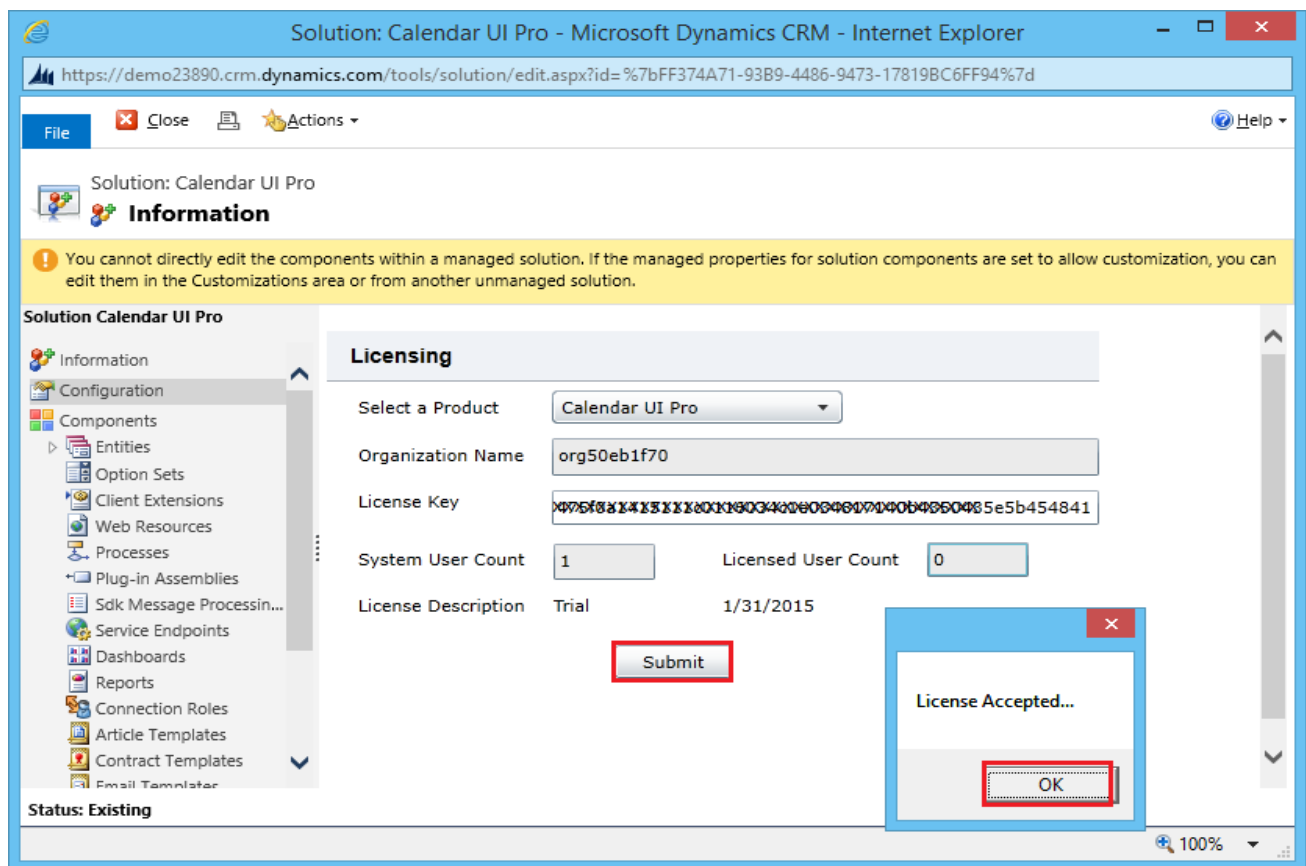 Solution: Calendar UI Pro - Microsoft Dynamics CRM - Internet Explorer
https://demo23890.crm.dynamics.com/tools/solution/edit.aspx?id=%7bFF374A71-93B9-4486-9473-17819BC6FF94%7d
File Close Actions Help
Solution: Calendar UI Pro
Information
You cannot directly edit the components within a managed solution. If the managed properties for solution components are set to allow customization, you can
edit them in the Customizations area or from another unmanaged solution.
Solution Calendar UI Pro
Information
Configuration
Components
Entities
Option Sets
Client Extensions
Web Resources
Processes
Plug-in Assemblies
Sdk Message Processin...
Service Endpoints
Dashboards
Reports
Connection Roles
Article Templates
Contract Templates
Email Templates
Licensing
Select a Product Calendar UI Pro
Organization Name org50eb1f70
License Key
System User Count 1 Licensed User Count 0
License Description Trial 1/31/2015
Submit
License Accepted...
OK
Status: Existing
100%